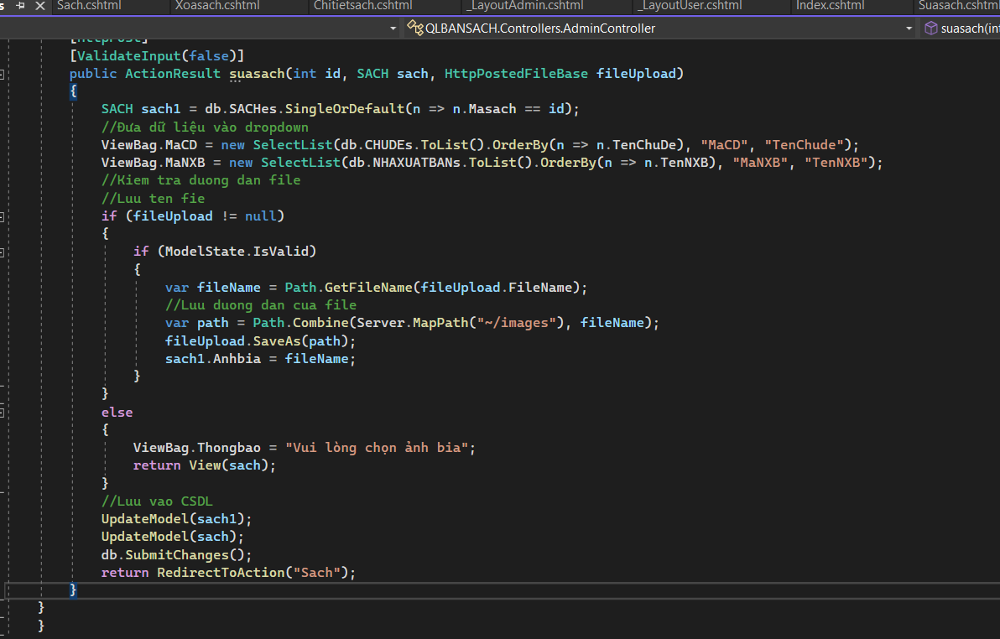 s Sach.cshtml Xoasach.cshtml Chitietsach.cshtml _LayoutAdmin.cshtml _LayoutUser.cshtml Index.cshtml Suasach.cshtml
QLBANSACH.Controllers.AdminController suasach(int
[HttpPost]
[ValidateInput(false)]
public ActionResult suasach(int id, SACH sach, HttpPostedFileBase fileUpload)
{
SACH sach1 = db.SACHes.SingleOrDefault(n => n.Masach == id);
//Đưa dữ liệu vào dropdown
ViewBag.MaCD = new SelectList(db.CHUDEs.ToList().OrderBy(n => n.TenChuDe), "MaCD", "TenChude");
ViewBag.MaNXB = new SelectList(db.NHAXUATBANs.ToList().OrderBy(n => n.TenNXB), "MaNXB", "TenNXB");
//Kiem tra duong dan file
//Luu ten fie
if (fileUpload != null)
{
if (ModelState.IsValid)
{
var fileName = Path.GetFileName(fileUpload.FileName);
//Luu duong dan cua file
var path = Path.Combine(Server.MapPath("~/images"), fileName);
fileUpload.SaveAs(path);
sach1.Anhbia = fileName;
}
}
else
{
ViewBag.Thongbao = "Vui lòng chọn ảnh bia";
return View(sach);
}
//Luu vao CSDL
UpdateModel(sach1);
UpdateModel(sach);
db.SubmitChanges();
return RedirectToAction("Sach");
}
}
}